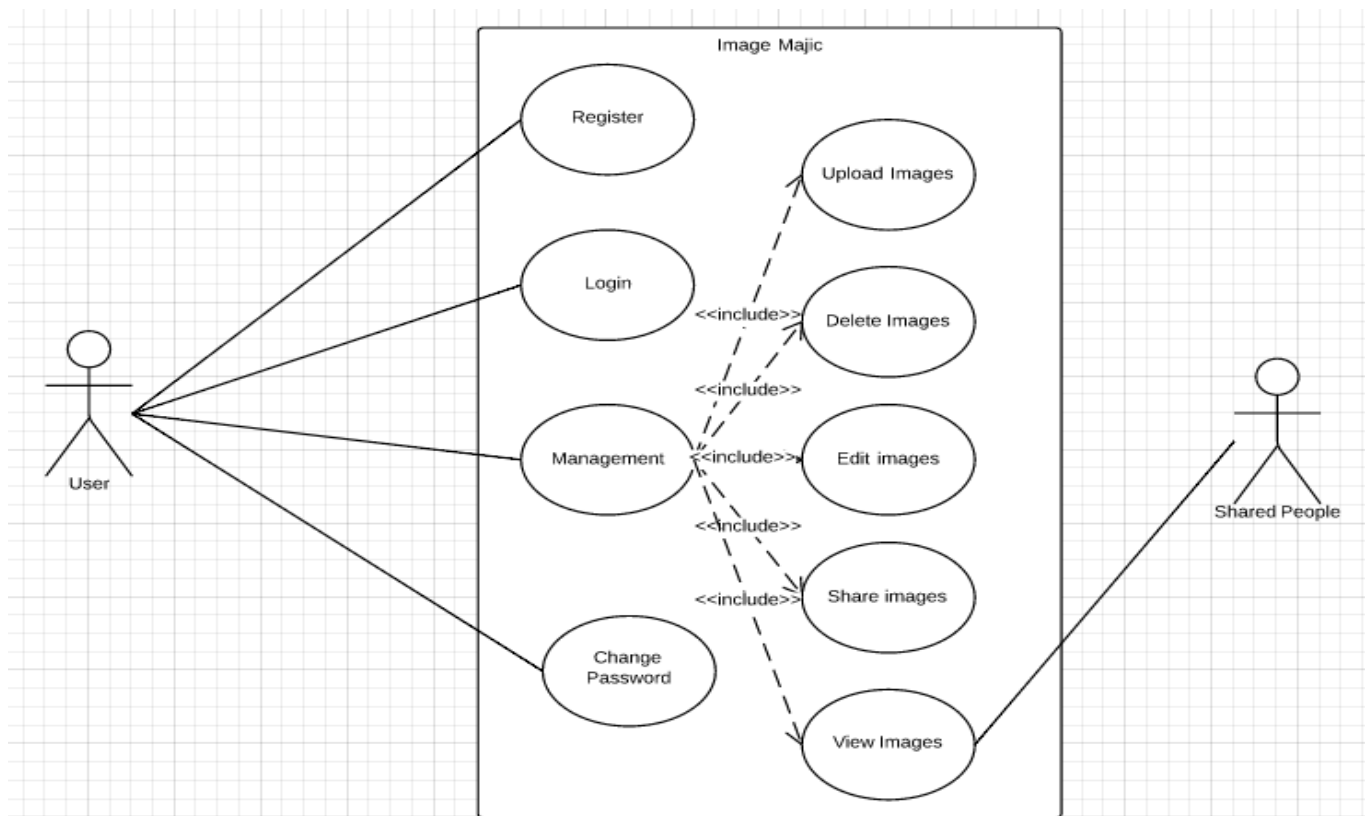 Image Majic
Register
Upload Images
Login
<<include>>
Delete Images
<<include>>
Management
<<include>>
Edit images
User
Shared People
<<include>>
<<include>>
Share images
Change
Password
View Images